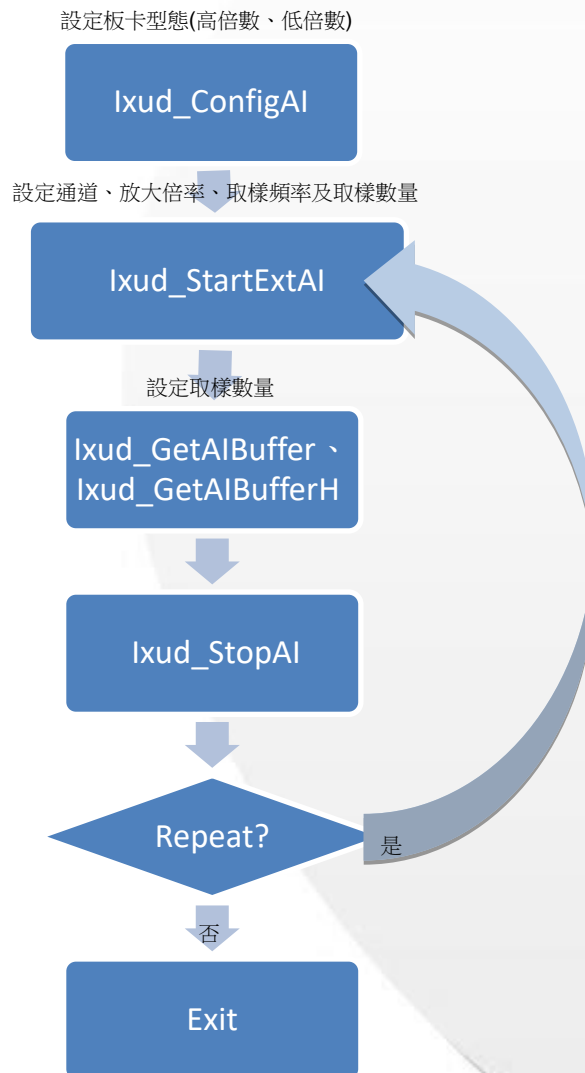 設定板卡型態(高倍數、低倍數)
Ixud_ConfigAI
設定通道、放大倍率、取樣頻率及取樣數量
Ixud_StartExtAI
設定取樣數量
Ixud_GetAIBuffer、
Ixud_GetAIBufferH
Ixud_StopAI
Repeat?
是
否
Exit